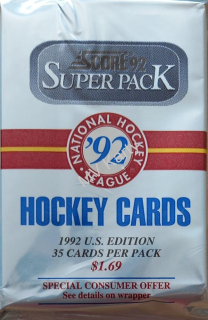 SCORE 92
SUPER PACK
NATIONAL HOCKEY
'92
LEAGUE
HOCKEY CARDS
1992 U.S. EDITION
35 CARDS PER PACK
$1.69
SPECIAL CONSUMER OFFER
See details on wrapper